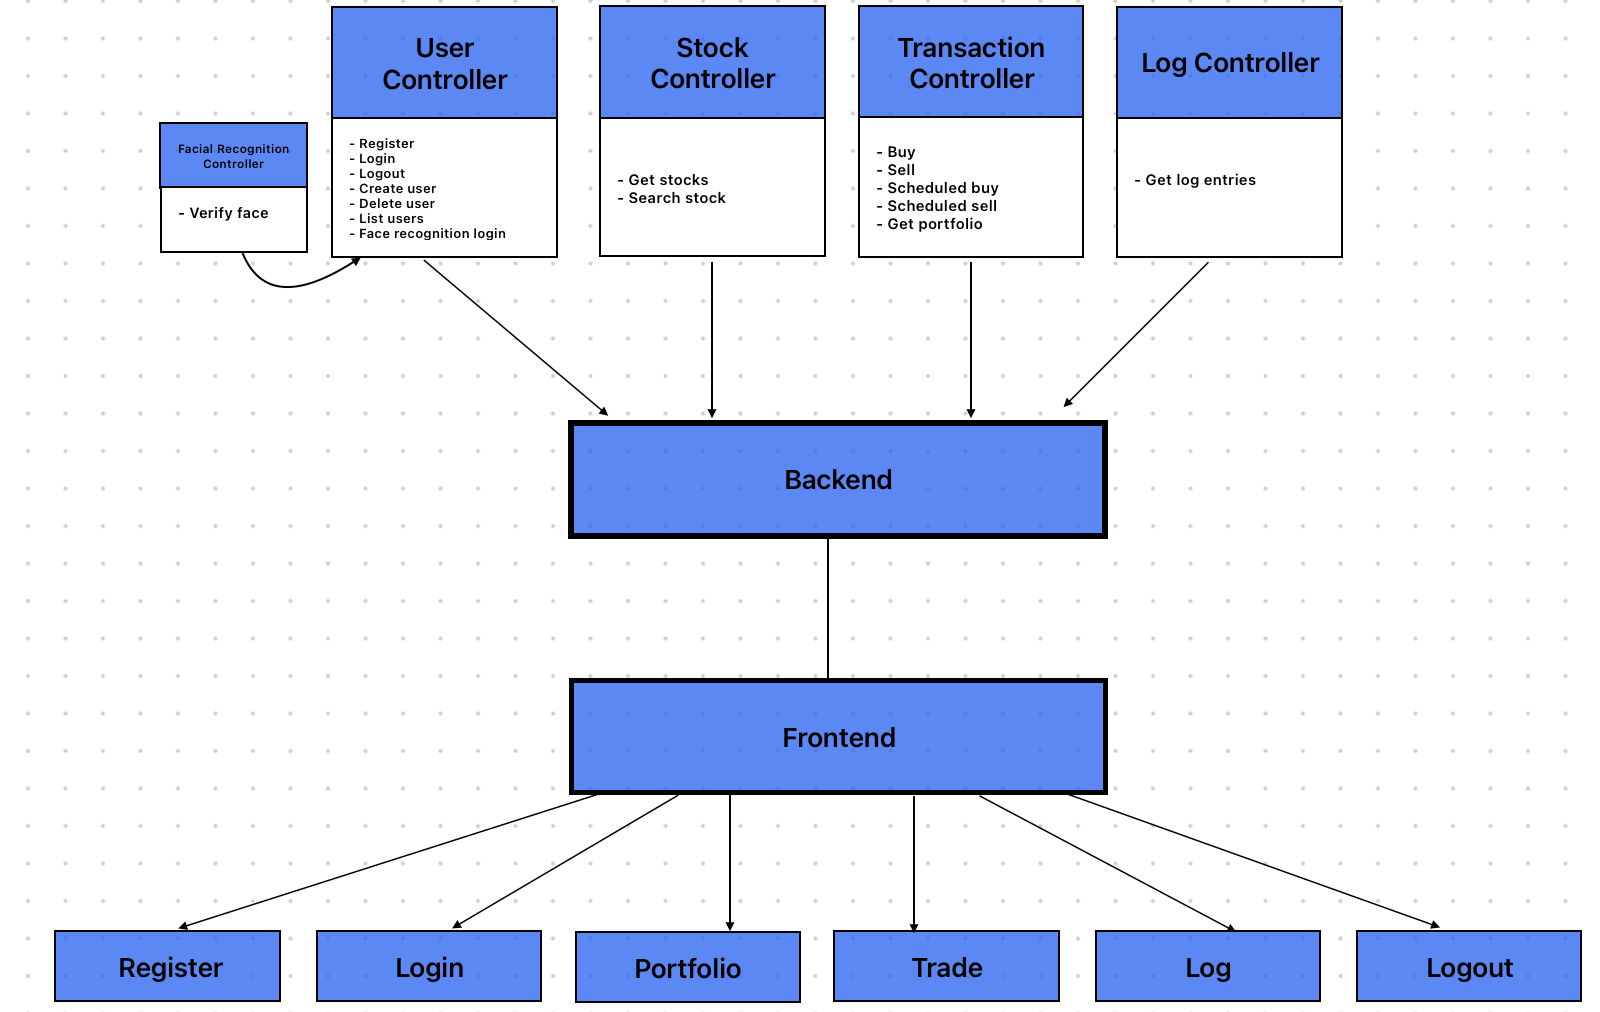 User
Controller
- Register
- Login
- Logout
- Create user
- Delete user
- List users
- Face recognition login
Stock
Controller
- Get stocks
- Search stock
Transaction
Controller
- Buy
- Sell
- Scheduled buy
- Scheduled sell
- Get portfolio
Log Controller
- Get log entries
Facial Recognition
Controller
- Verify face
Backend
Frontend
Register
Login
Portfolio
Trade
Log
Logout